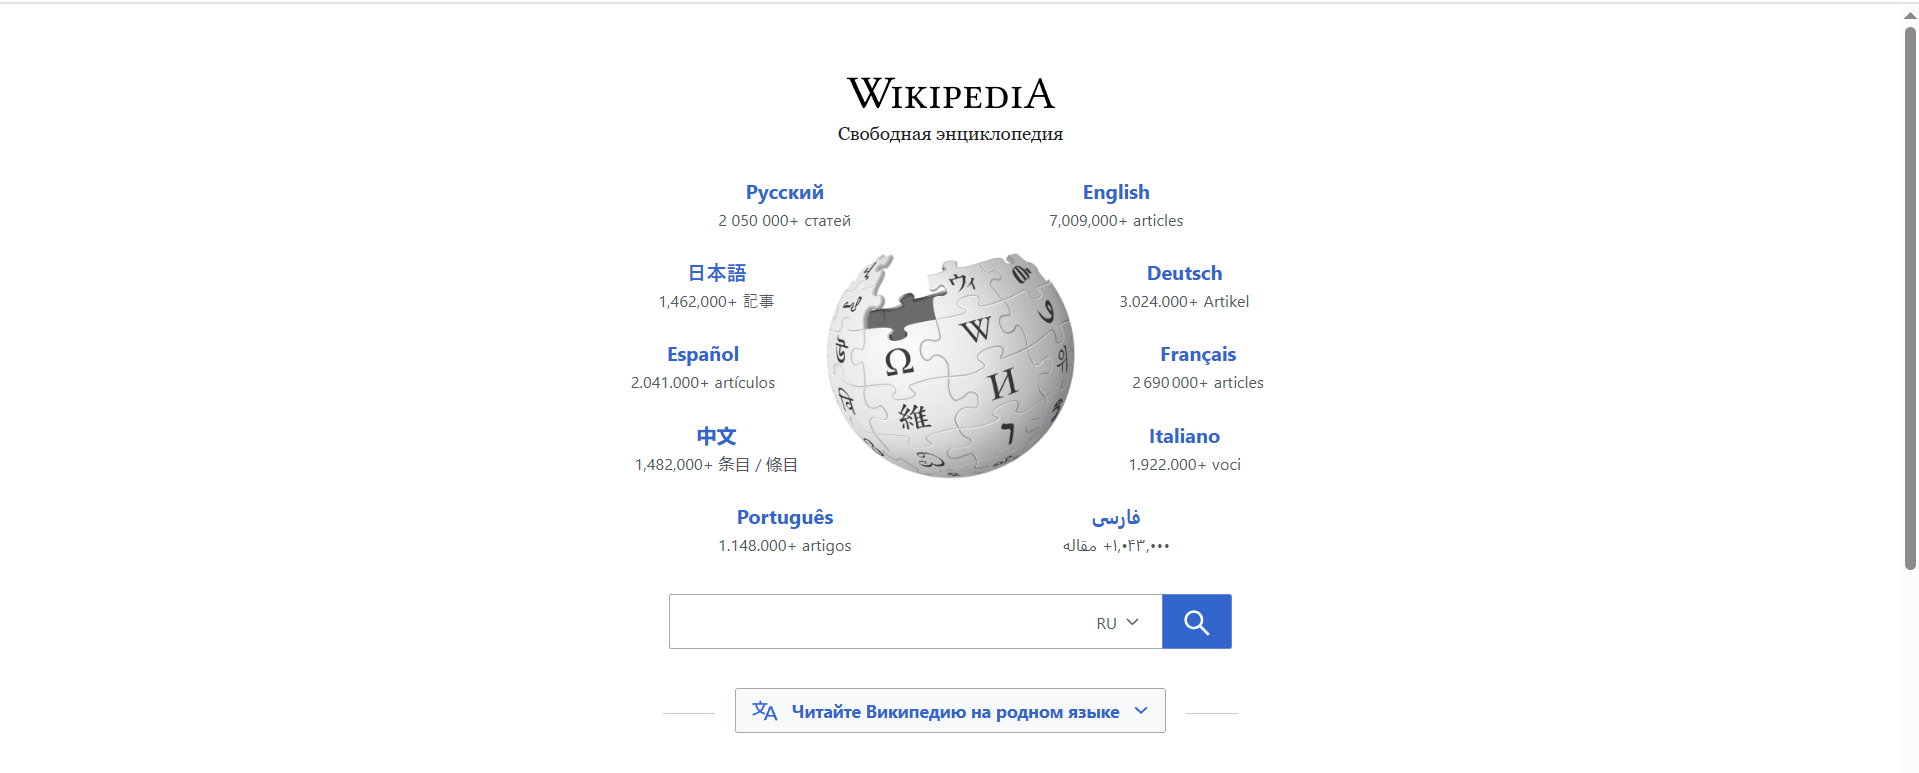 WIKIPEDIA
Свободная энциклопедия
Русский
2 050 000+ статей
English
7,009,000+ articles
日本語
1,462,000+ 記事
Deutsch
3.024.000+ Artikel
Español
2.041.000+ artículos
Français
2 690 000+ articles
中文
1,482,000+ 条目 / 條目
Italiano
1.922.000+ voci
Português
1.148.000+ artigos
فارسی
۱٬۰۴۳٬۰۰۰+ مقاله
Ω
W
И
維
ウィ
RU
Читайте Википедию на родном языке